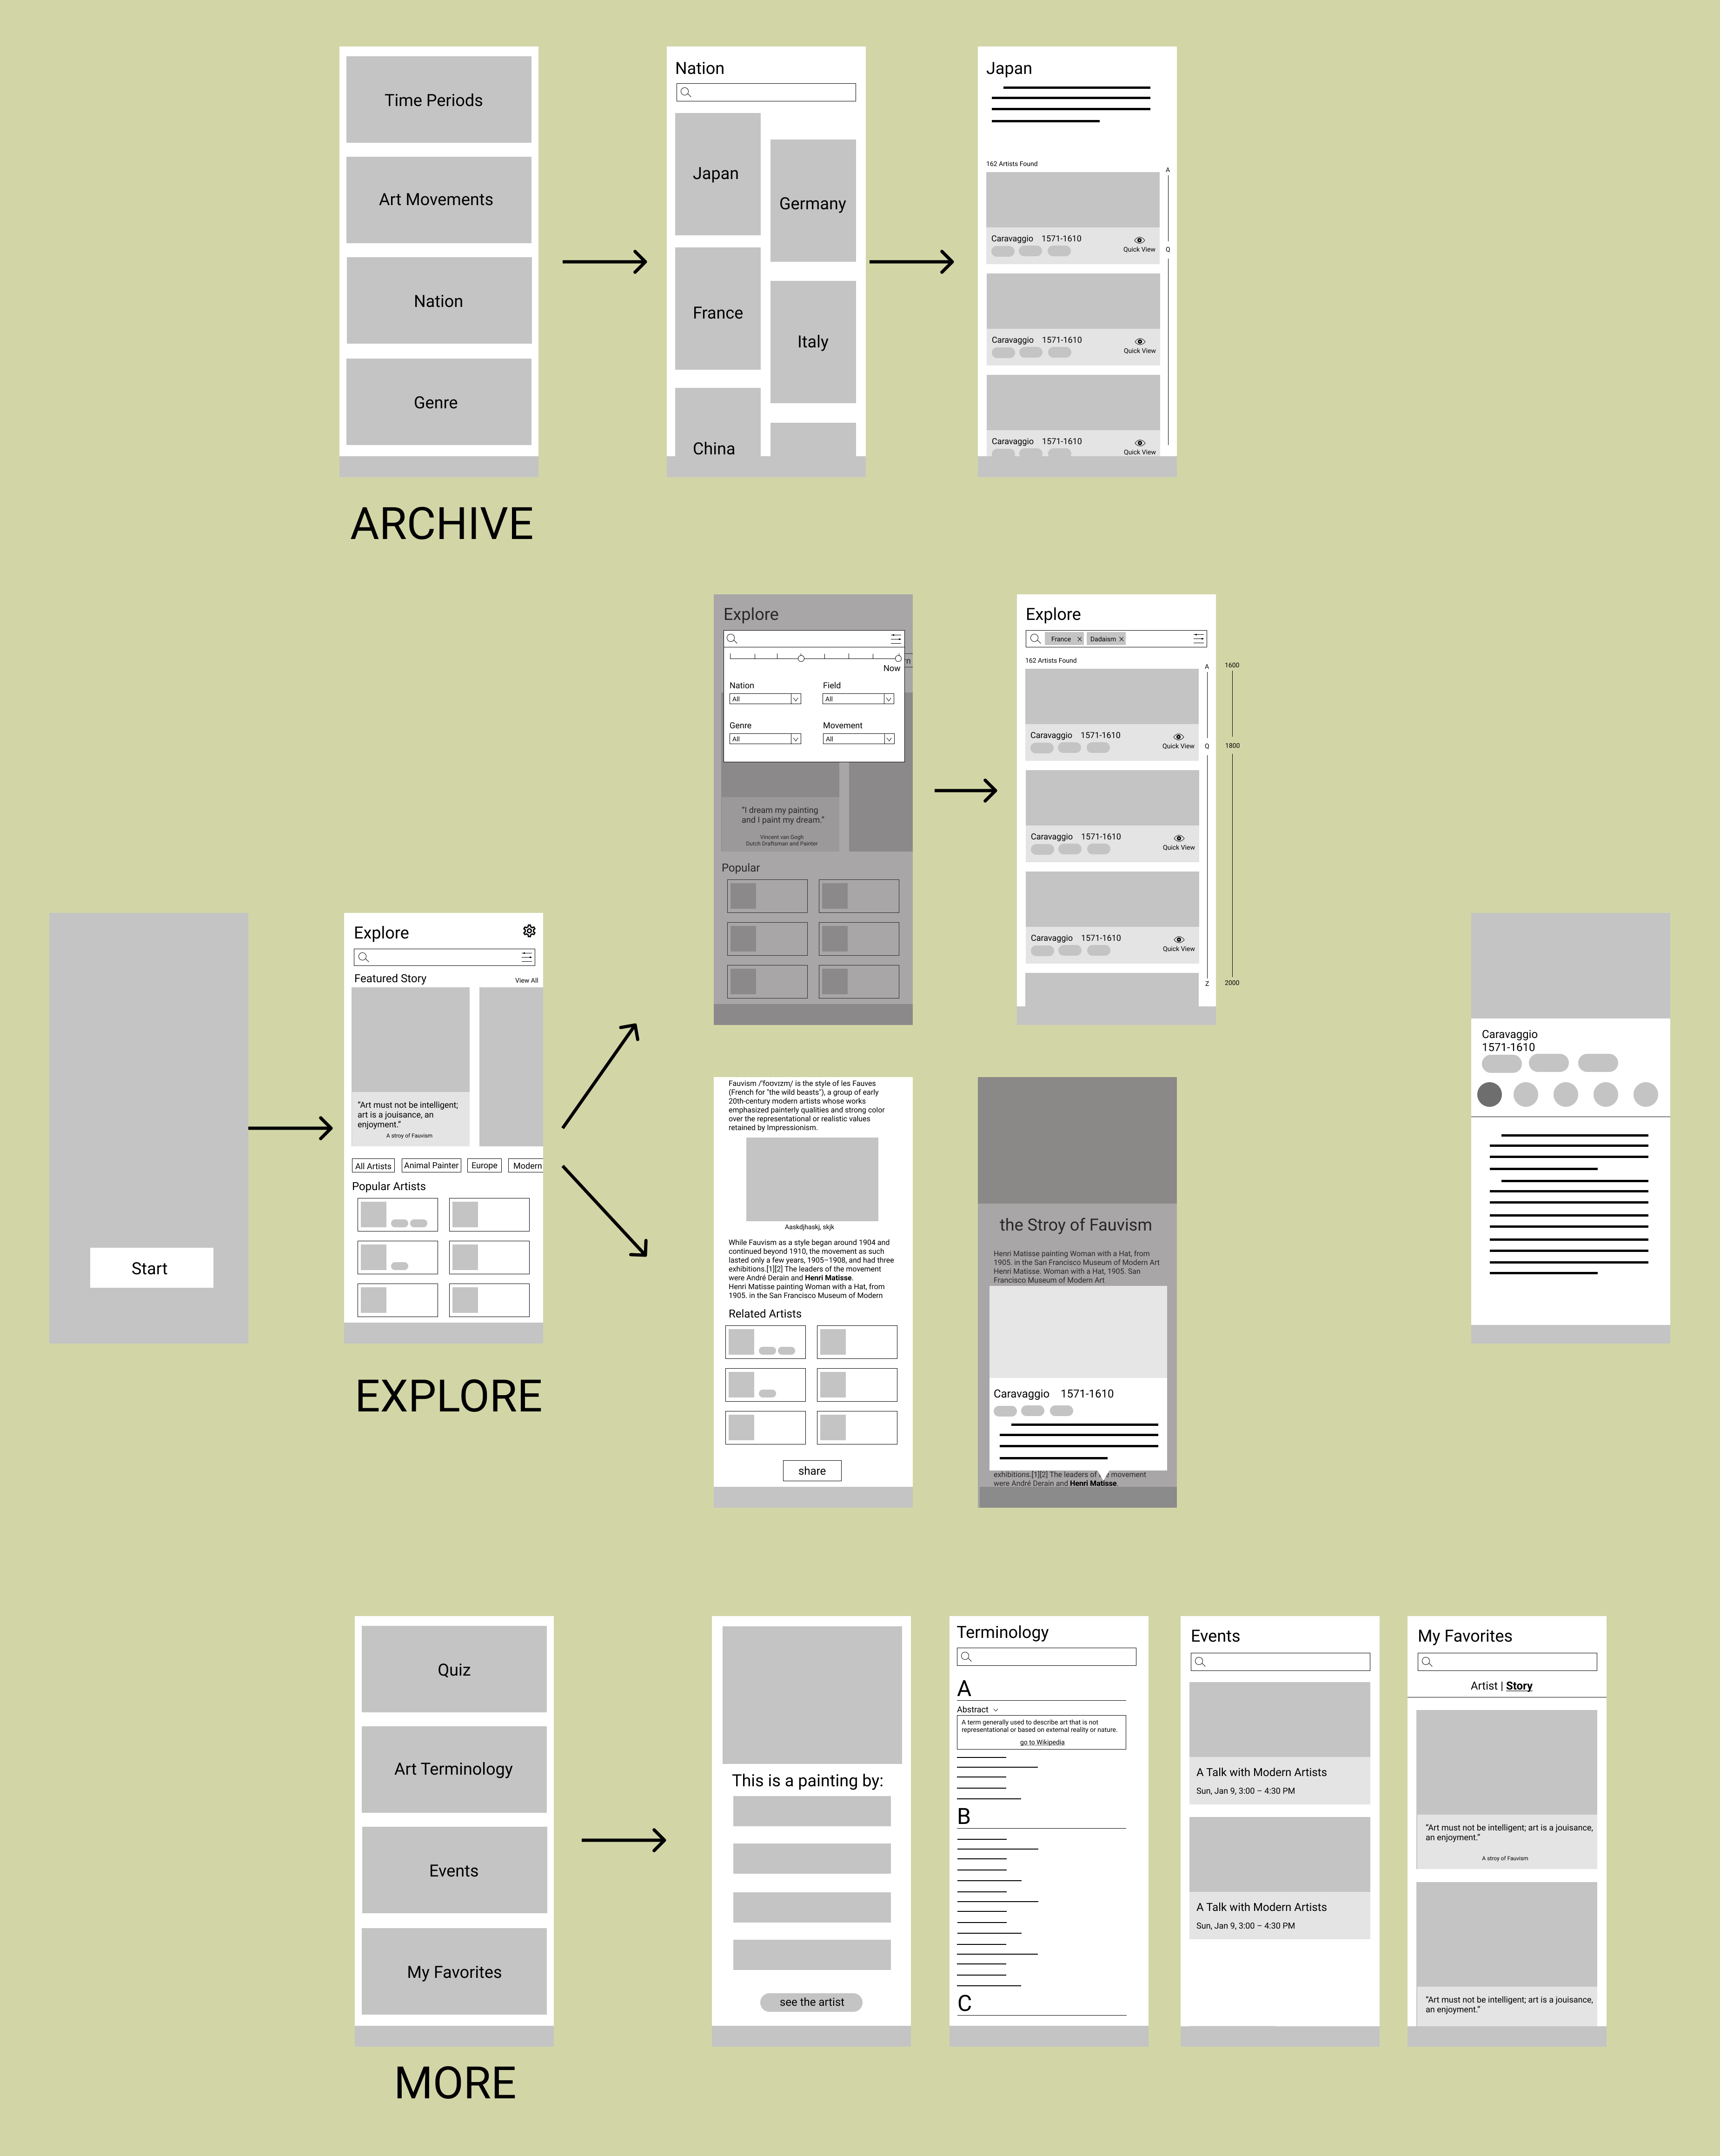 Time Periods
Art Movements
Nation
Genre
ARCHIVE
Nation
Japan
Germany
France
Italy
China
Japan
162 Artists Found
A
Caravaggio 1571-1610
Quick View
Q
Caravaggio 1571-1610
Quick View
Caravaggio 1571-1610
Quick View
Start
Explore
Featured Story
View All
“Art must not be intelligent;
art is a jouisance, an
enjoyment.”
A stroy of Fauvism
All Artists
Animal Painter
Europe
Modern
Popular Artists
EXPLORE
Explore
rn
Now
Nation
Field
All
All
Genre
Movement
All
All
“I dream my painting
and I paint my dream.”
Vincent van Gogh
Dutch Draftsman and Painter
Popular
Explore
France
Dadaism
162 Artists Found
A
1600
Caravaggio 1571-1610
Quick View
Q
1800
Caravaggio 1571-1610
Quick View
Caravaggio 1571-1610
Quick View
Z
2000
Fauvism /ˈfoʊvɪzm/ is the style of les Fauves
(French for "the wild beasts"), a group of early
20th-century modern artists whose works
emphasized painterly qualities and strong color
over the representational or realistic values
retained by Impressionism.
Aaskdjhaskj, skjk
While Fauvism as a style began around 1904 and
continued beyond 1910, the movement as such
lasted only a few years, 1905–1908, and had three
exhibitions.[1][2] The leaders of the movement
were André Derain and Henri Matisse.
Henri Matisse painting Woman with a Hat, from
1905. in the San Francisco Museum of Modern
Related Artists
share
the Stroy of Fauvism
Henri Matisse painting Woman with a Hat, from
1905. in the San Francisco Museum of Modern Art
Henri Matisse. Woman with a Hat, 1905. San
Francisco Museum of Modern Art
Caravaggio 1571-1610
exhibitions.[1][2] The leaders of movement
were André Derain and Henri Matisse.
Caravaggio
1571-1610
Quiz
Art Terminology
Events
My Favorites
MORE
This is a painting by:
see the artist
Terminology
A
Abstract
A term generally used to describe art that is not
representational or based on external reality or nature.
go to Wikipedia
B
C
Events
A Talk with Modern Artists
Sun, Jan 9, 3:00 – 4:30 PM
A Talk with Modern Artists
Sun, Jan 9, 3:00 – 4:30 PM
My Favorites
Artist | Story
“Art must not be intelligent; art is a jouisance,
an enjoyment.”
A stroy of Fauvism
“Art must not be intelligent; art is a jouisance,
an enjoyment.”